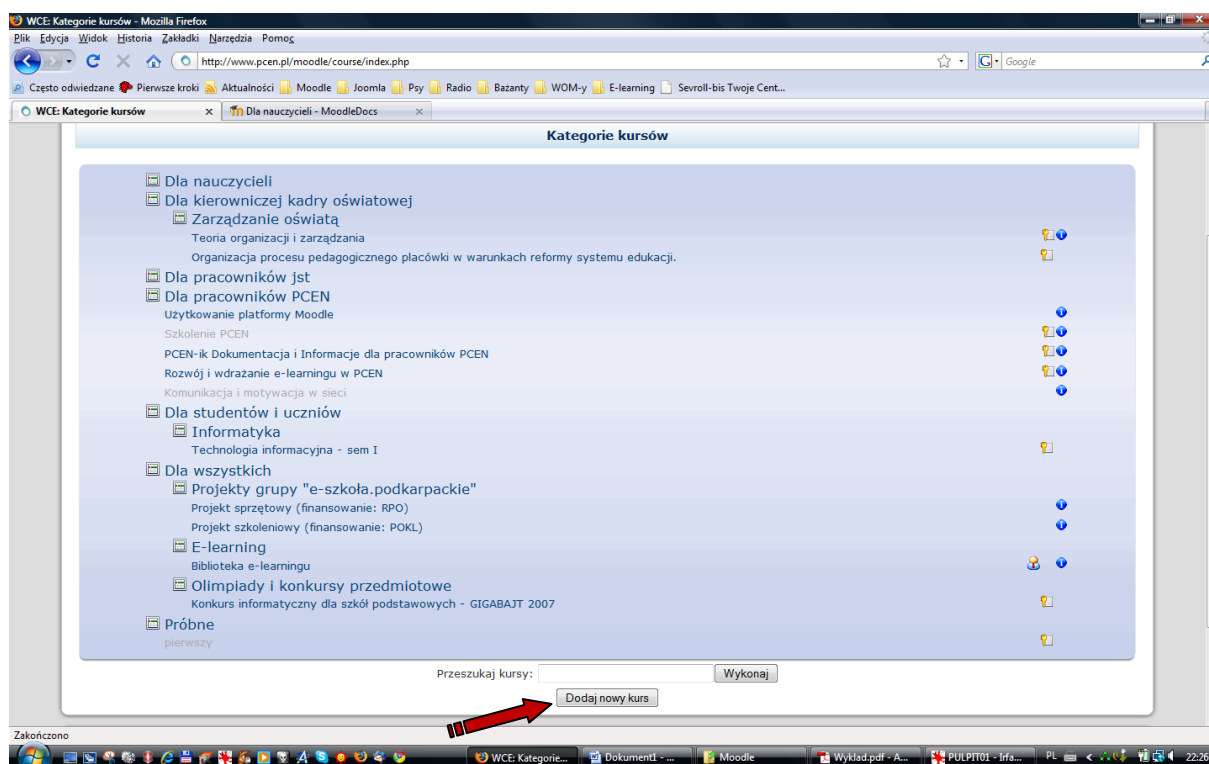 WCE: Kategorie kursów - Mozilla Firefox
Plik Edycja Widok Historia Zakładki Narzędzia Pomoc
http://www.pcen.pl/moodle/course/index.php
G Google
Często odwiedzane Pierwsze kroki Aktualności Moodle Joomla Psy Radio Bażanty WOM-y E-learning Sevroll-bis Twoje Cent...
WCE: Kategorie kursów Dla nauczycieli - MoodleDocs
Kategorie kursów
Dla nauczycieli
Dla kierowniczej kadry oświatowej
Zarządzanie oświatą
Teoria organizacji i zarządzania
Organizacja procesu pedagogicznego placówki w warunkach reformy systemu edukacji.
Dla pracowników jst
Dla pracowników PCEN
Użytkowanie platformy Moodle
Szkolenie PCEN
PCEN-ik Dokumentacja i Informacje dla pracowników PCEN
Rozwój i wdrażanie e-learningu w PCEN
Komunikacja i motywacja w sieci
Dla studentów i uczniów
Informatyka
Technologia informacyjna - sem I
Dla wszystkich
Projekty grupy "e-szkoła.podkarpackie"
Projekt sprzętowy (finansowanie: RPO)
Projekt szkoleniowy (finansowanie: POKL)
E-learning
Biblioteka e-learningu
Olimpiady i konkursy przedmiotowe
Konkurs informatyczny dla szkół podstawowych - GIGABAJT 2007
Próbne
pierwszy
Przeszukaj kursy: Wykonaj
Dodaj nowy kurs
Zakończono
WCE: Kategorie... Dokument1 - ... Moodle Wyklad.pdf - A... PULPIT01 - Irfa... PL 22:26